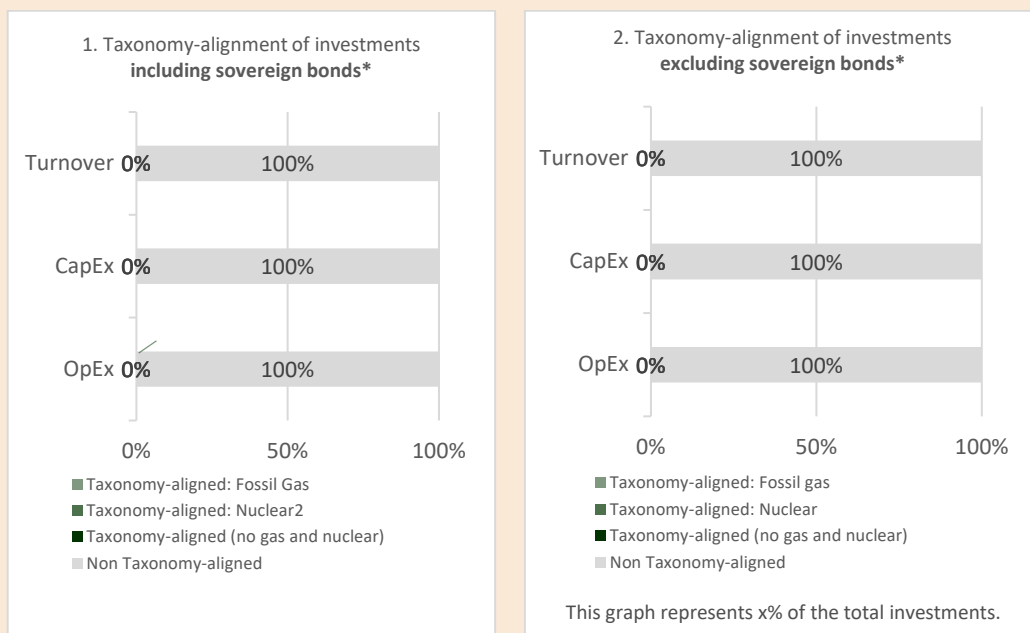 1. Taxonomy-alignment of investments
including sovereign bonds*
Turnover 0% 100%
CapEx 0% 100%
OpEx 0% 100%
0% 50% 100%
Taxonomy-aligned: Fossil Gas
Taxonomy-aligned: Nuclear2
Taxonomy-aligned (no gas and nuclear)
Non Taxonomy-aligned
2. Taxonomy-alignment of investments
excluding sovereign bonds*
Turnover 0% 100%
CapEx 0% 100%
OpEx 0% 100%
0% 50% 100%
Taxonomy-aligned: Fossil gas
Taxonomy-aligned: Nuclear
Taxonomy-aligned (no gas and nuclear)
Non Taxonomy-aligned
This graph represents x% of the total investments.